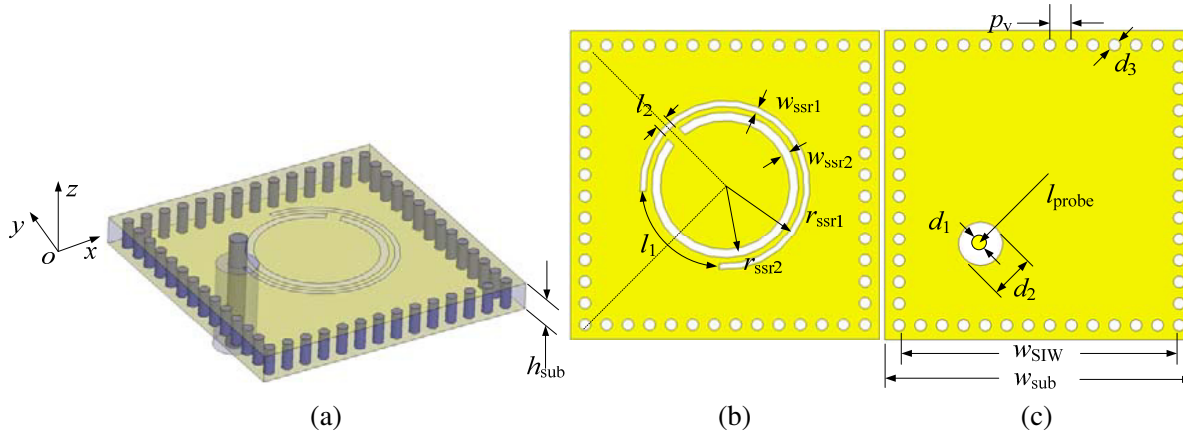 z
y
x
o
h_sub
(a)
l_2
w_ssr1
w_ssr2
r_ssr1
l_1
r_ssr2
(b)
p_v
d_3
l_probe
d_1
d_2
w_SIW
w_sub
(c)